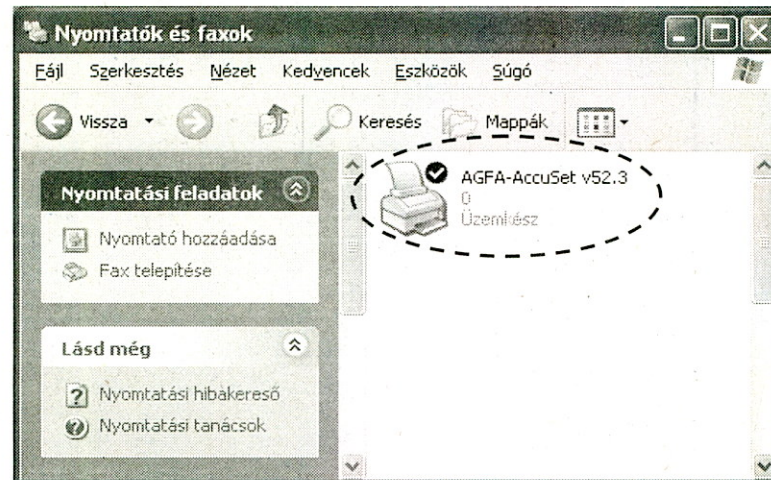 Nyomtatók és faxok
Fájl Szerkesztés Nézet Kedvencek Eszközök Súgó
Vissza Keresés Mappák
Nyomtatási feladatok
Nyomtató hozzáadása
Fax telepítése
Lásd még
Nyomtatási hibakereső
Nyomtatási tanácsok
AGFA-AccuSet v52.3
0
Üzemkész